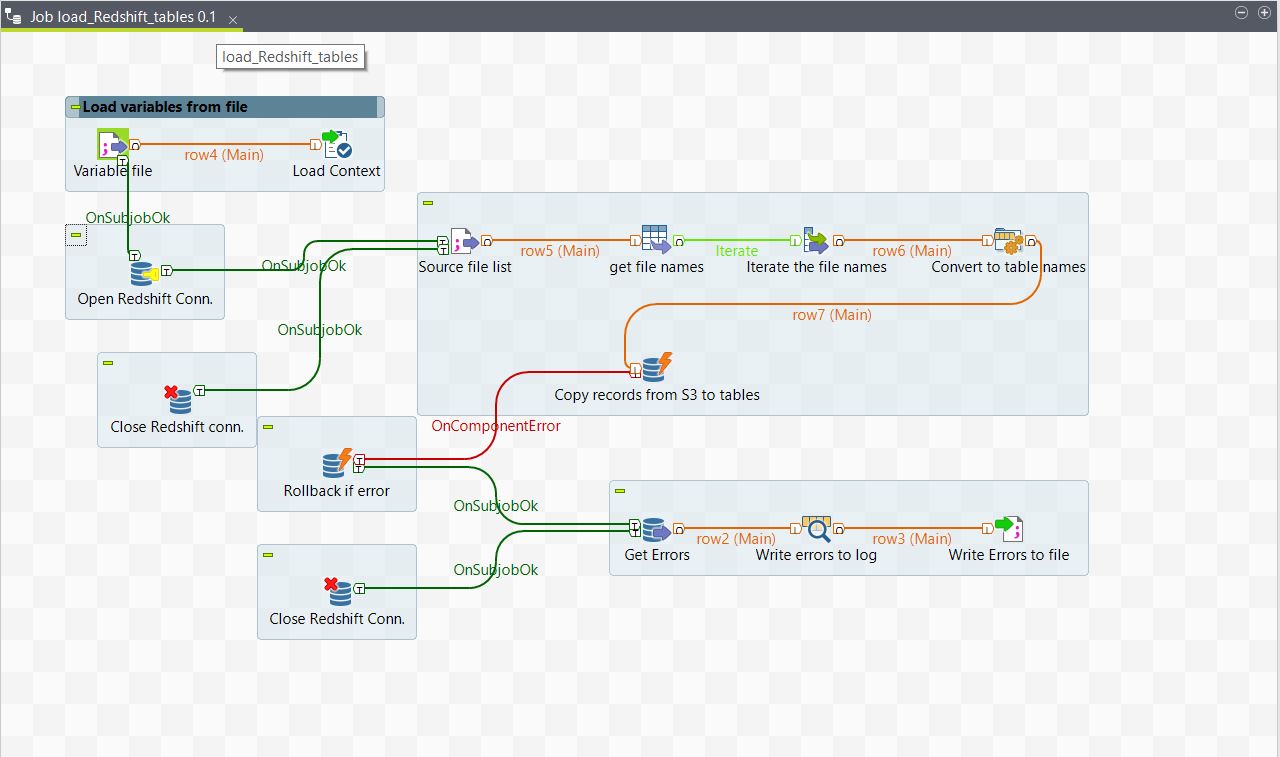 Job load_Redshift_tables 0.1
load_Redshift_tables
Load variables from file
row4 (Main)
Variable file
Load Context
OnSubjobOk
Open Redshift Conn.
OnSubjobOk
Source file list
row5 (Main)
get file names
Iterate
Iterate the file names
row6 (Main)
Convert to table names
row7 (Main)
OnSubjobOk
Close Redshift conn.
Copy records from S3 to tables
OnComponentError
Rollback if error
OnSubjobOk
Get Errors
row2 (Main)
Write errors to log
row3 (Main)
Write Errors to file
OnSubjobOk
Close Redshift Conn.